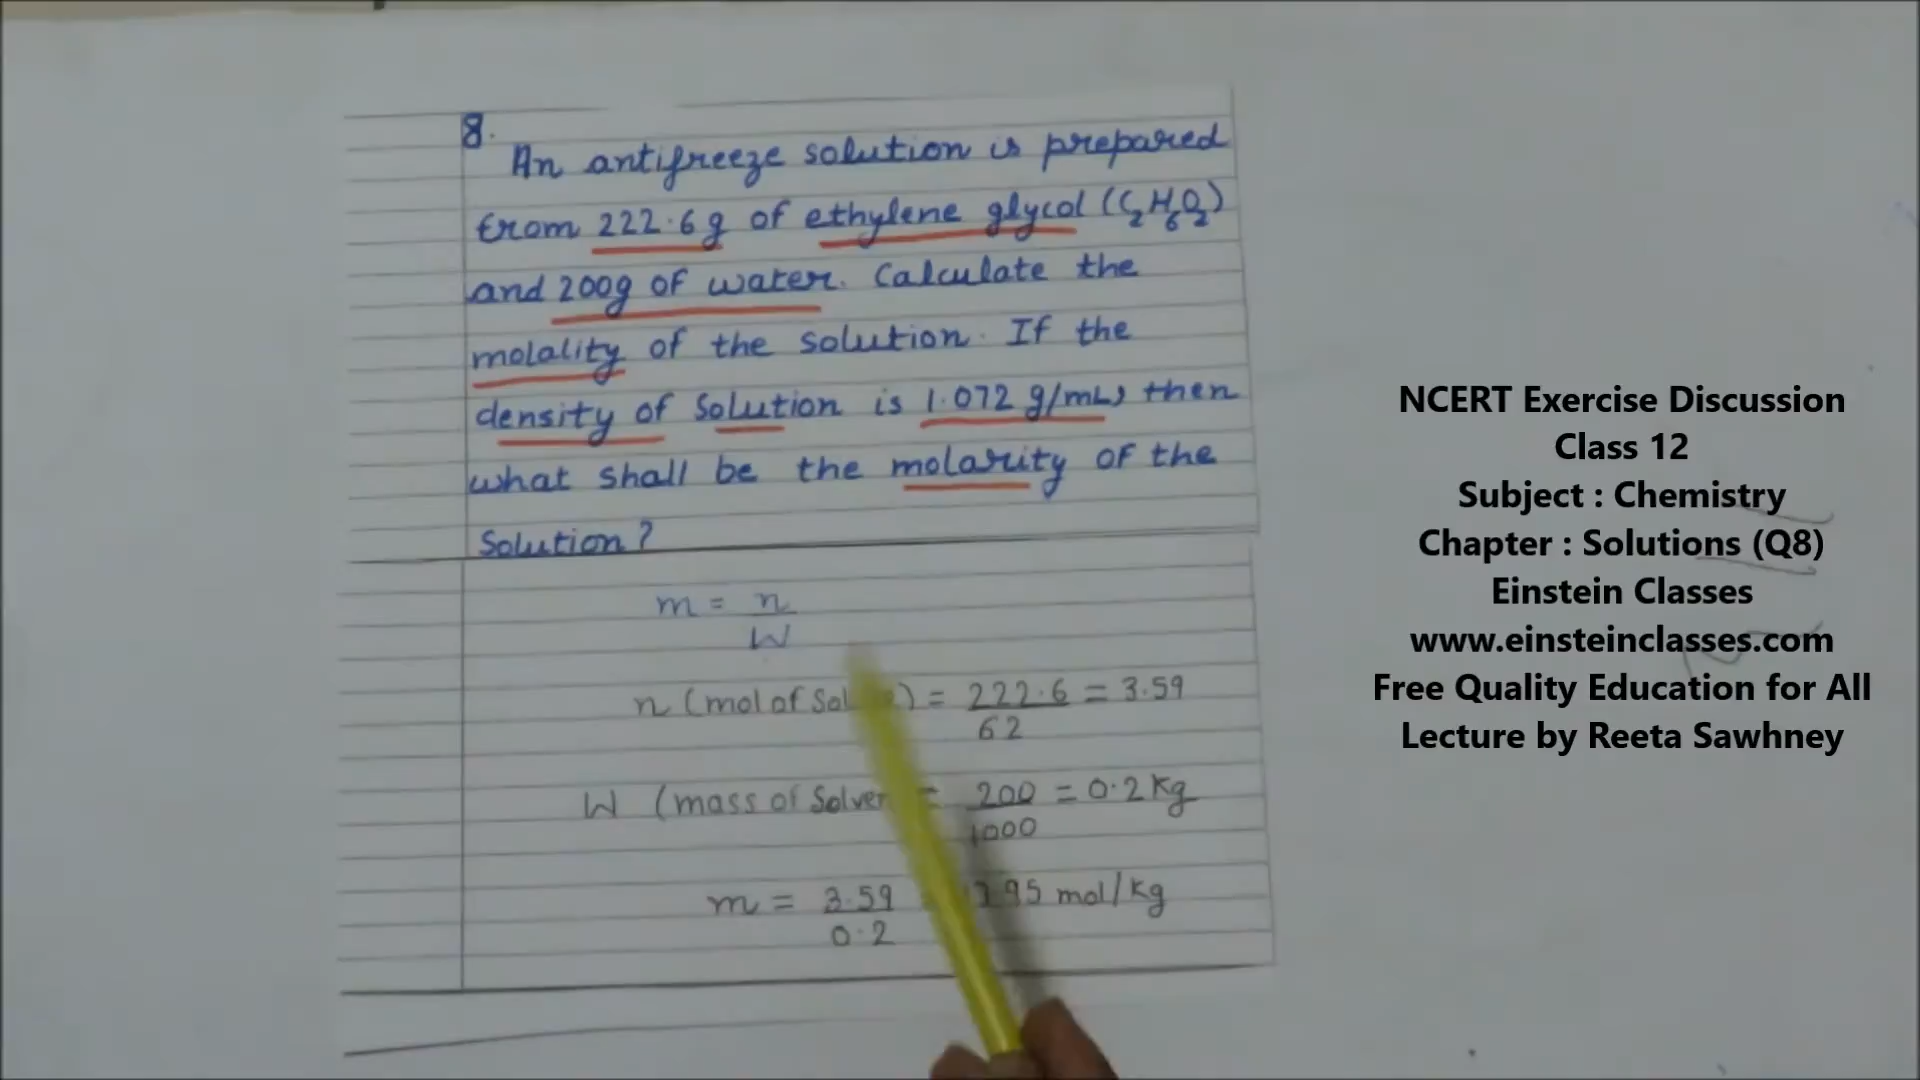 8.
An antifreeze solution is prepared
from 222.6g of ethylene glycol (C₂H₆O₂)
and 200g of water. Calculate the
molality of the solution. If the
density of solution is 1.072 g/mL, then
what shall be the molarity of the
Solution?
m = n
W
n (mol of Sol ) = 222.6 = 3.59
62
W (mass of Solven = 200 = 0.2 Kg
1000
m = 3.59 = 17.95 mol/Kg
0.2
NCERT Exercise Discussion
Class 12
Subject : Chemistry
Chapter : Solutions (Q8)
Einstein Classes
www.einsteinclasses.com
Free Quality Education for All
Lecture by Reeta Sawhney